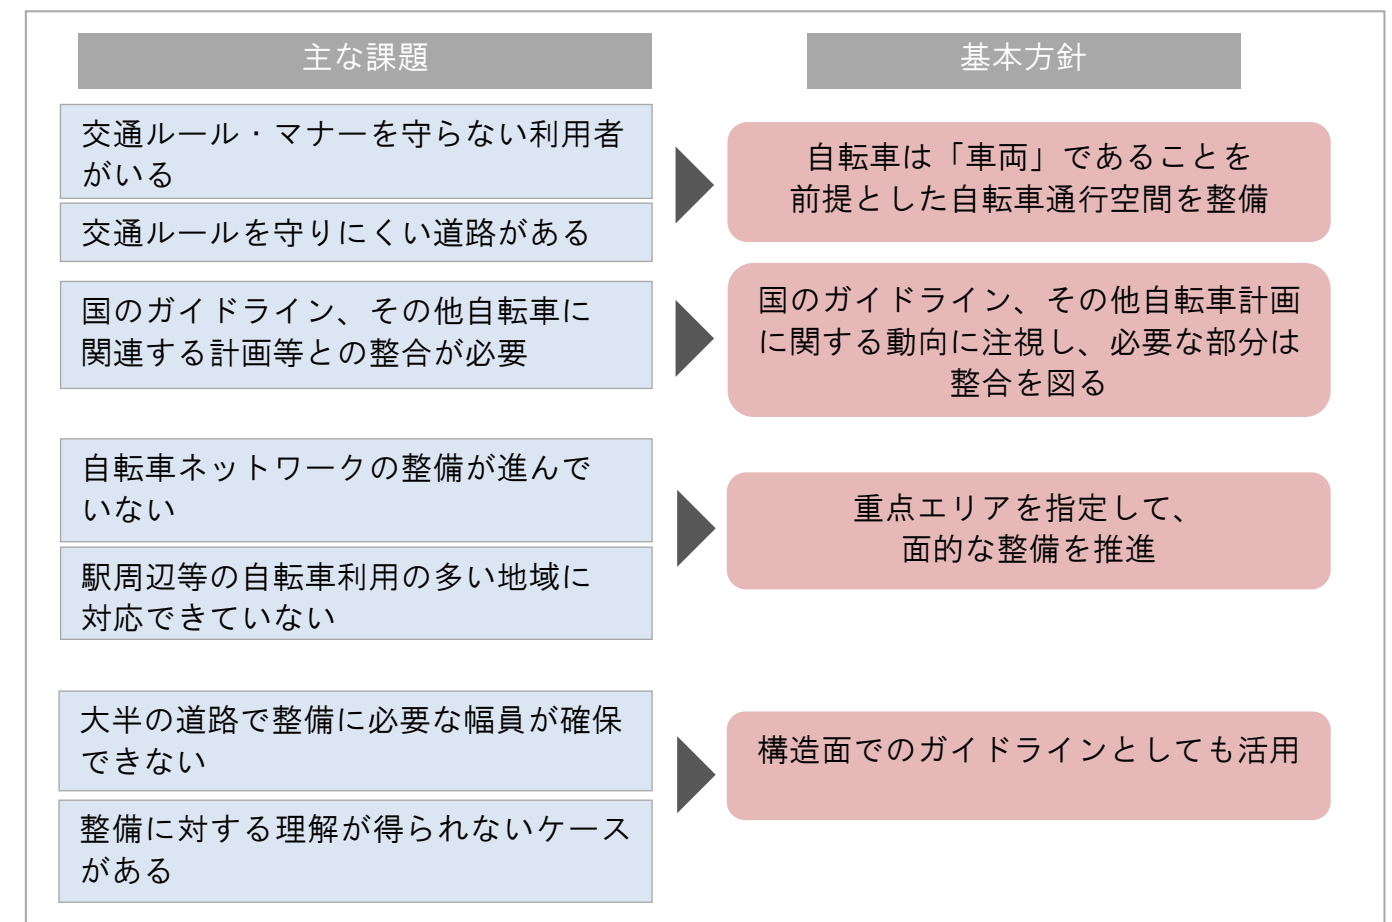 主な課題
基本方針
交通ルール・マナーを守らない利用者
がいる
交通ルールを守りにくい道路がある
自転車は「車両」であることを
前提とした自転車通行空間を整備
国のガイドライン、その他自転車に
関連する計画等との整合が必要
国のガイドライン、その他自転車計画
に関する動向に注視し、必要な部分は
整合を図る
自転車ネットワークの整備が進んで
いない
駅周辺等の自転車利用の多い地域に
対応できていない
重点エリアを指定して、
面的な整備を推進
大半の道路で整備に必要な幅員が確保
できない
整備に対する理解が得られないケース
がある
構造面でのガイドラインとしても活用